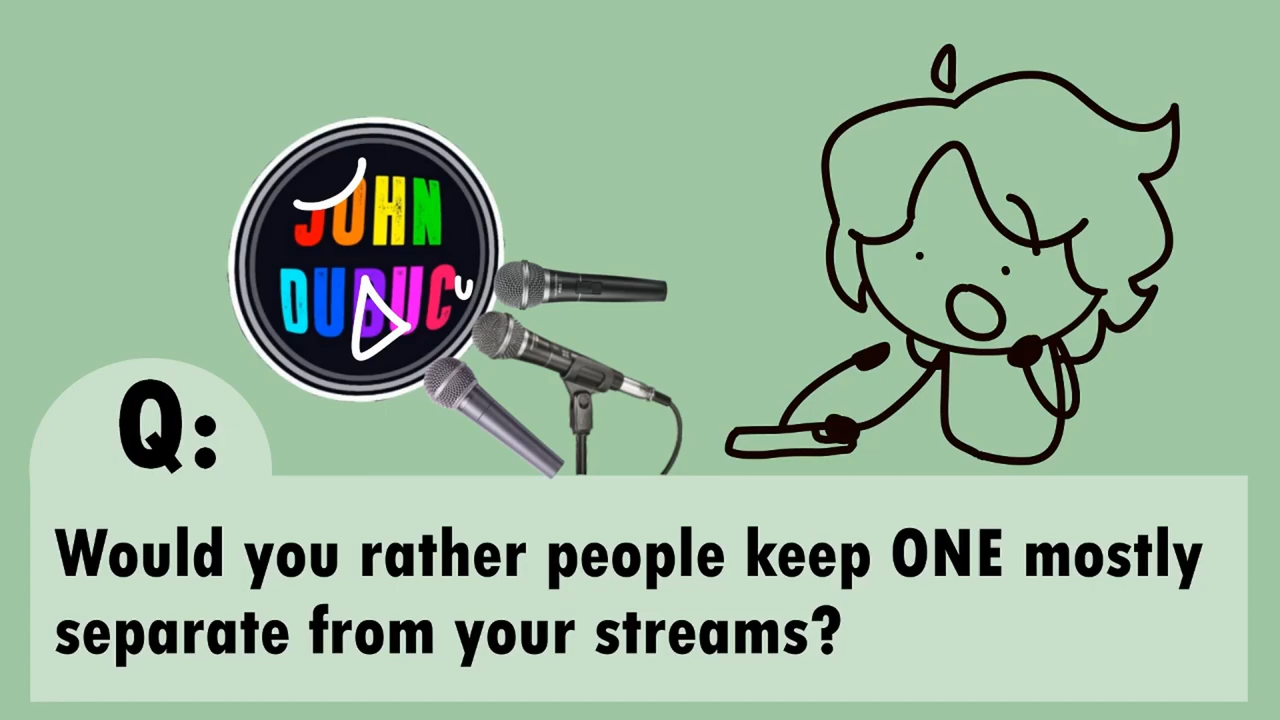 JOHN
DUBUC
Q:
Would you rather people keep ONE mostly
separate from your streams?